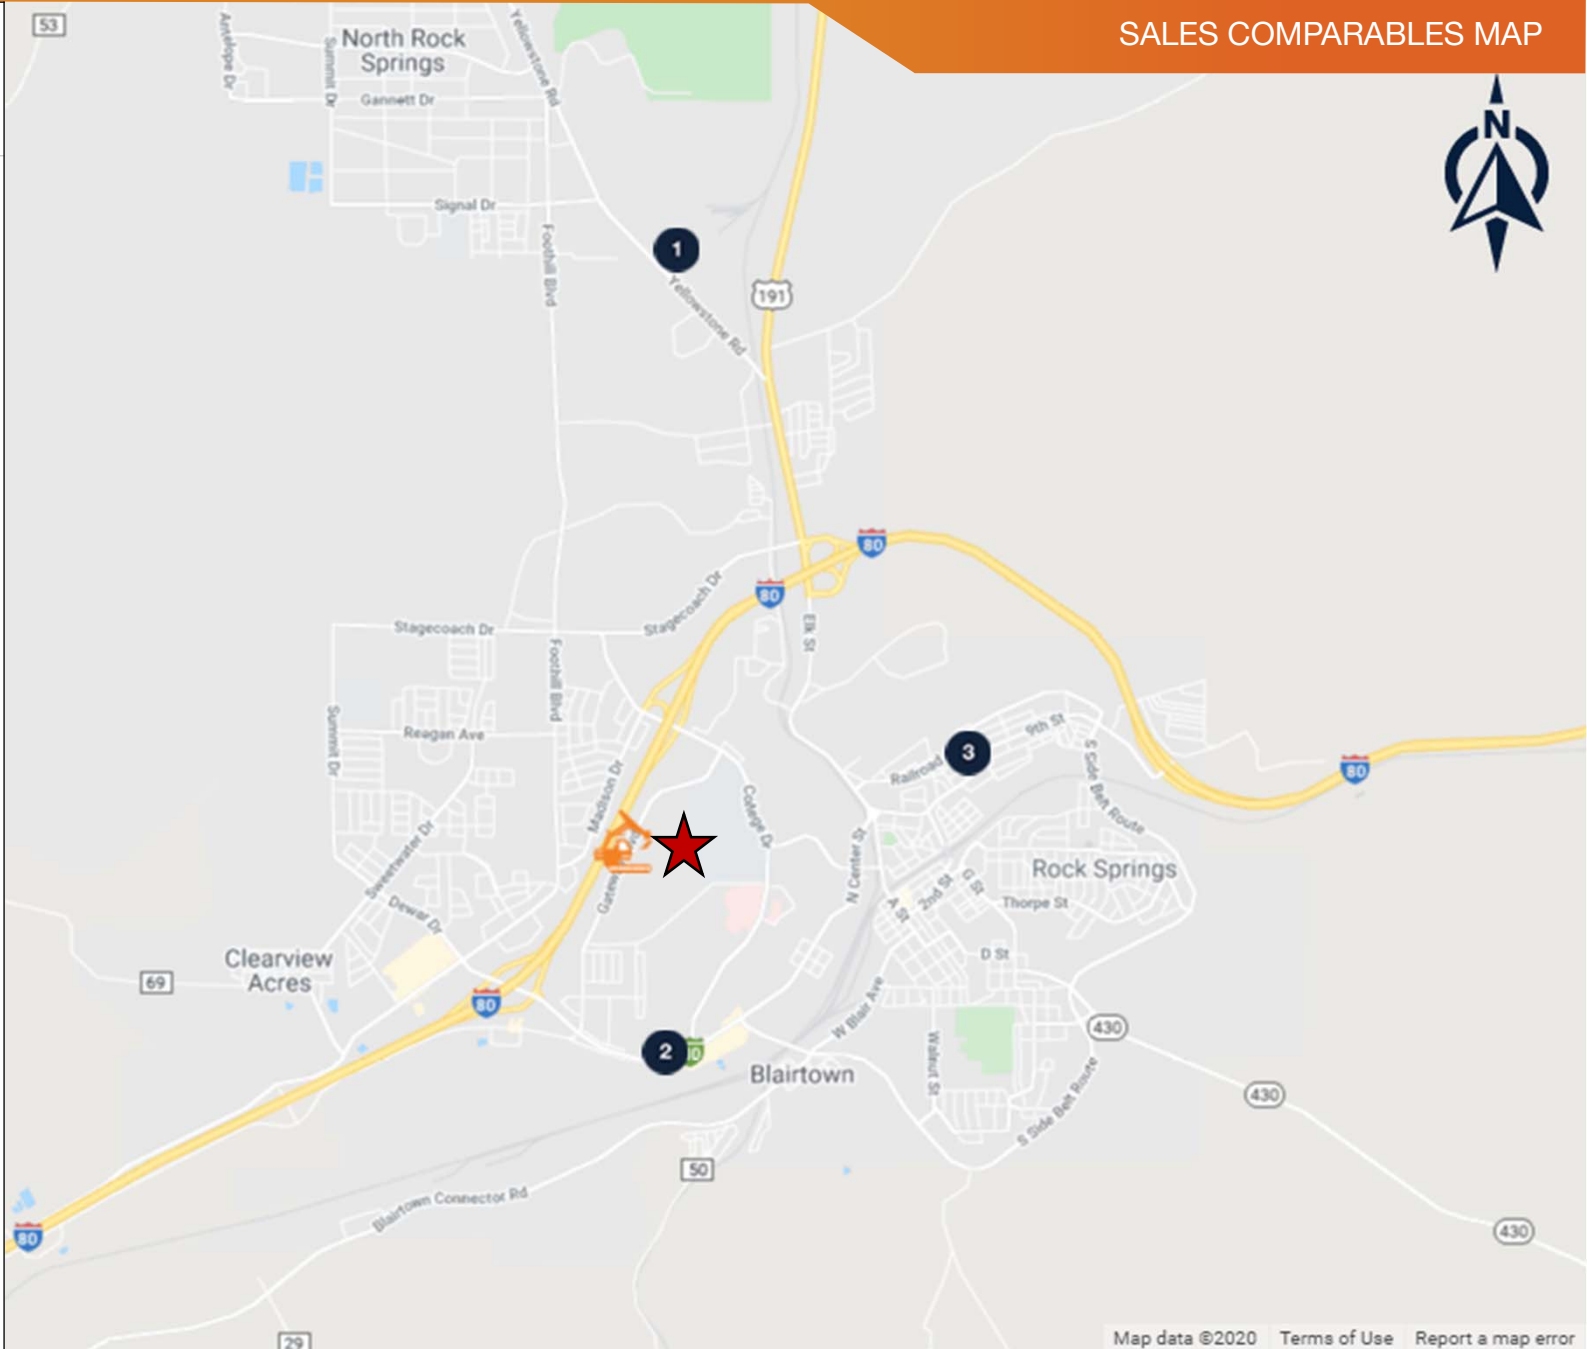 SALES COMPARABLES MAP
53
Antelope Dr
Summit Dr
North Rock
Springs
Yellowstone Rd
Gannett Dr
N
Signal Dr
Foothill Blvd
1
Yellowstone Rd
191
80
80
Stagecoach Dr
Stagecoach Dr
Elk St
Foothill Blvd
Summit Dr
Reagan Ave
9th St
3
Railroad
S Side Belt Route
80
Madison Dr
College Dr
Sweetwater Dr
N Center St
Rock Springs
Dewar Dr
A St
2nd St
G St
Thorpe St
D St
Clearview
Acres
69
80
W Blair Ave
430
2
Blairtown
Walnut St
S Side Belt Route
430
50
Blairtown Connector Rd
80
430
29
Map data ©2020
Terms of Use
Report a map error